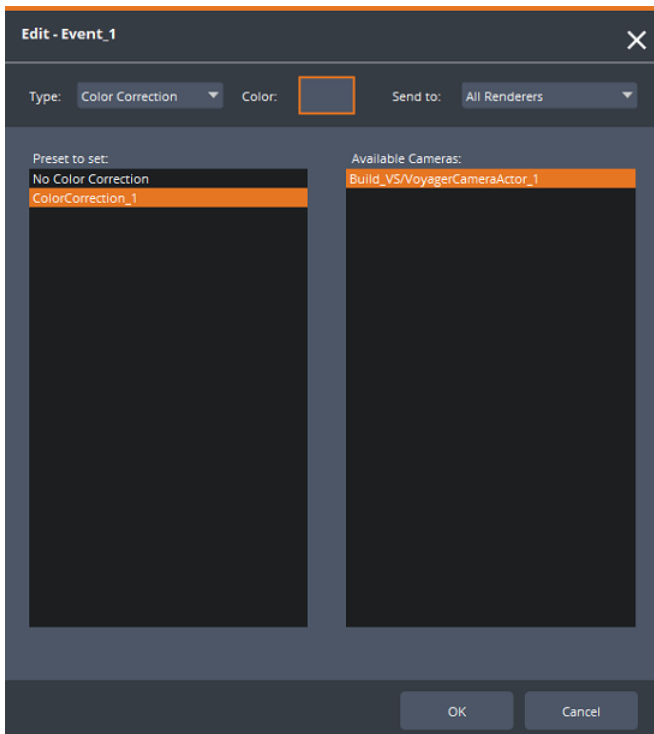 Edit - Event_1
Type: Color Correction Color: Send to: All Renderers
Preset to set:
No Color Correction
ColorCorrection_1
Available Cameras:
Build_VS/VoyagerCameraActor_1
OK Cancel